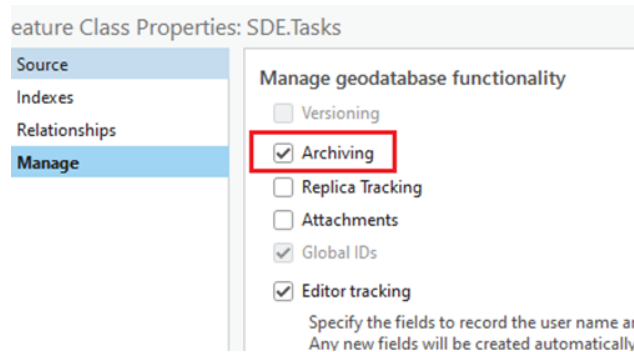 eature Class Properties: SDE.Tasks
Source
Indexes
Relationships
Manage
Manage geodatabase functionality
Versioning
Archiving
Replica Tracking
Attachments
Global IDs
Editor tracking
Specify the fields to record the user name
Any new fields will be created automatically